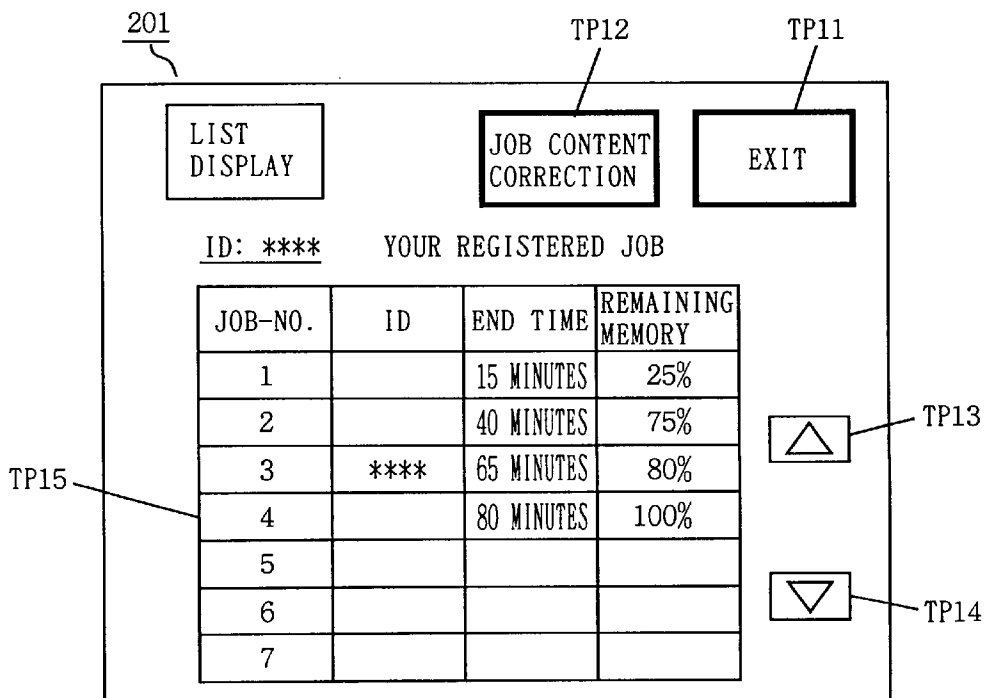 201
TP12
TP11
LIST
DISPLAY
JOB CONTENT
CORRECTION
EXIT
ID: ****
YOUR REGISTERED JOB
JOB-NO.
ID
END TIME
REMAINING
MEMORY
1
15 MINUTES
25%
2
40 MINUTES
75%
3
****
65 MINUTES
80%
4
80 MINUTES
100%
5
6
7
TP13
TP15
TP14